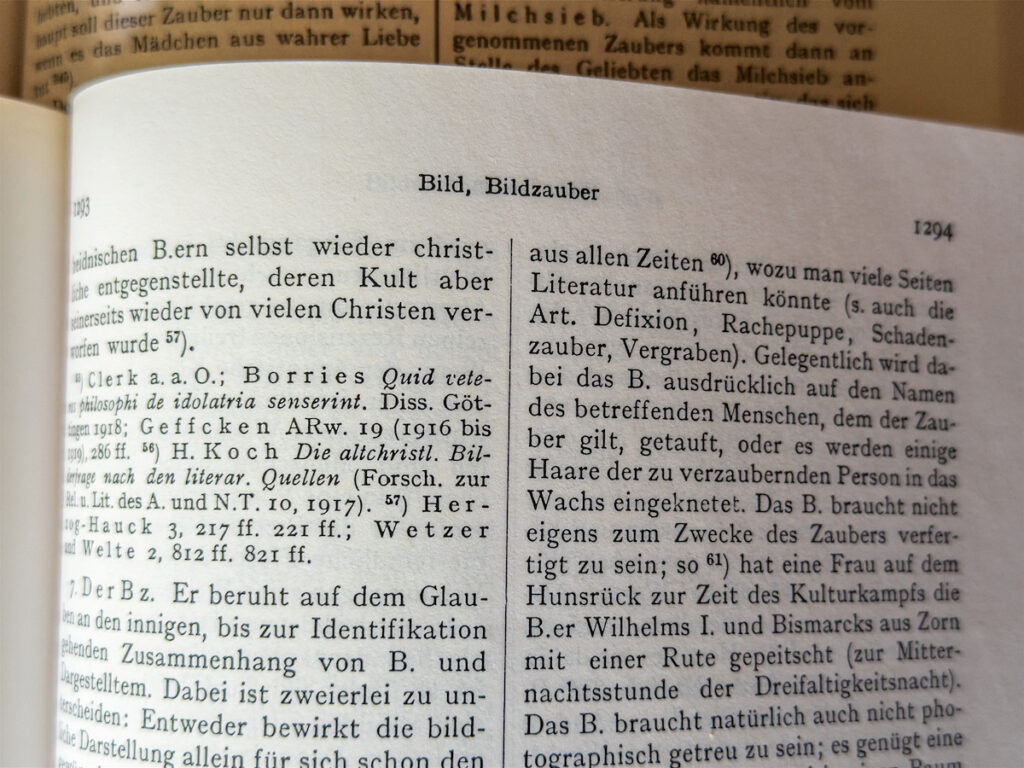 soll dieser Zauber nur dann wirken,
es das Mädchen aus wahrer Liebe
tut ⁵⁴⁵)
Milchsieb. Als Wirkung des vor-
genommenen Zaubers kommt dann an
Stelle des Geliebten das Milchsieb an-
das sich
Bild, Bildzauber
1293
heidnischen B.ern selbst wieder christ-
liche entgegenstellte, deren Kult aber
seinerseits wieder von vielen Christen ver-
worfen wurde ⁵⁷).
Clerk a. a. O.; Borries Quid vete-
philosophi de idolatria senserint. Diss. Göt-
tingen 1918; Geffcken ARw. 19 (1916 bis
1919), 286 ff. ⁵⁶) H. Koch Die altchristl. Bil-
derfrage nach den literar. Quellen (Forsch. zur
Rel. u. Lit. des A. und N.T. 10, 1917). ⁵⁷) Her-
zog-Hauck 3, 217 ff. 221 ff.; Wetzer
und Welte 2, 812 ff. 821 ff.
7. Der Bz. Er beruht auf dem Glau-
ben an den innigen, bis zur Identifikation
gehenden Zusammenhang von B. und
Dargestelltem. Dabei ist zweierlei zu un-
terscheiden: Entweder bewirkt die bild-
liche Darstellung allein für sich schon den
1294
aus allen Zeiten ⁶⁰), wozu man viele Seiten
Literatur anführen könnte (s. auch die
Art. Defixion, Rachepuppe, Schaden-
zauber, Vergraben). Gelegentlich wird da-
bei das B. ausdrücklich auf den Namen
des betreffenden Menschen, dem der Zau-
ber gilt, getauft, oder es werden einige
Haare der zu verzaubernden Person in das
Wachs eingeknetet. Das B. braucht nicht
eigens zum Zwecke des Zaubers verfer-
tigt zu sein; so ⁶¹) hat eine Frau auf dem
Hunsrück zur Zeit des Kulturkampfs die
B.er Wilhelms I. und Bismarcks aus Zorn
mit einer Rute gepeitscht (zur Mitter-
nachtsstunde der Dreifaltigkeitsnacht).
Das B. braucht natürlich auch nicht pho-
tographisch getreu zu sein; es genügt eine